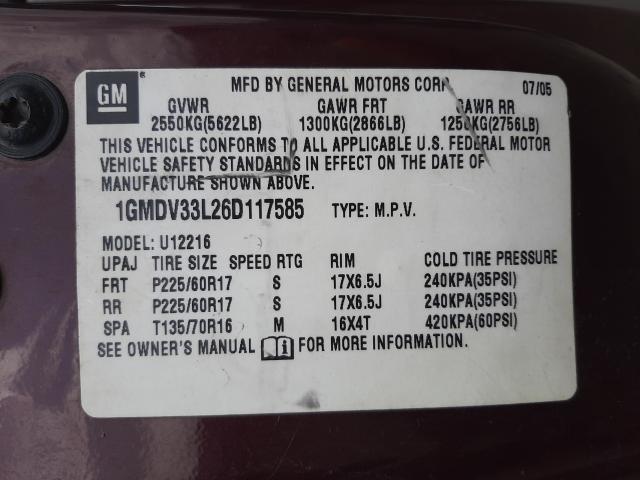 GM MFD BY GENERAL MOTORS CORP 07/05
GVWR GAWR FRT GAWR RR
2550KG(5622LB) 1300KG(2866LB) 1250KG(2756LB)
THIS VEHICLE CONFORMS TO ALL APPLICABLE U.S. FEDERAL MOTOR
VEHICLE SAFETY STANDARDS IN EFFECT ON THE DATE OF
MANUFACTURE SHOWN ABOVE.
1GMDV33L26D117585 TYPE: M.P.V.
MODEL: U12216
UPAJ TIRE SIZE SPEED RTG RIM COLD TIRE PRESSURE
FRT P225/60R17 S 17X6.5J 240KPA(35PSI)
RR P225/60R17 S 17X6.5J 240KPA(35PSI)
SPA T135/70R16 M 16X4T 420KPA(60PSI)
SEE OWNER'S MANUAL FOR MORE INFORMATION.